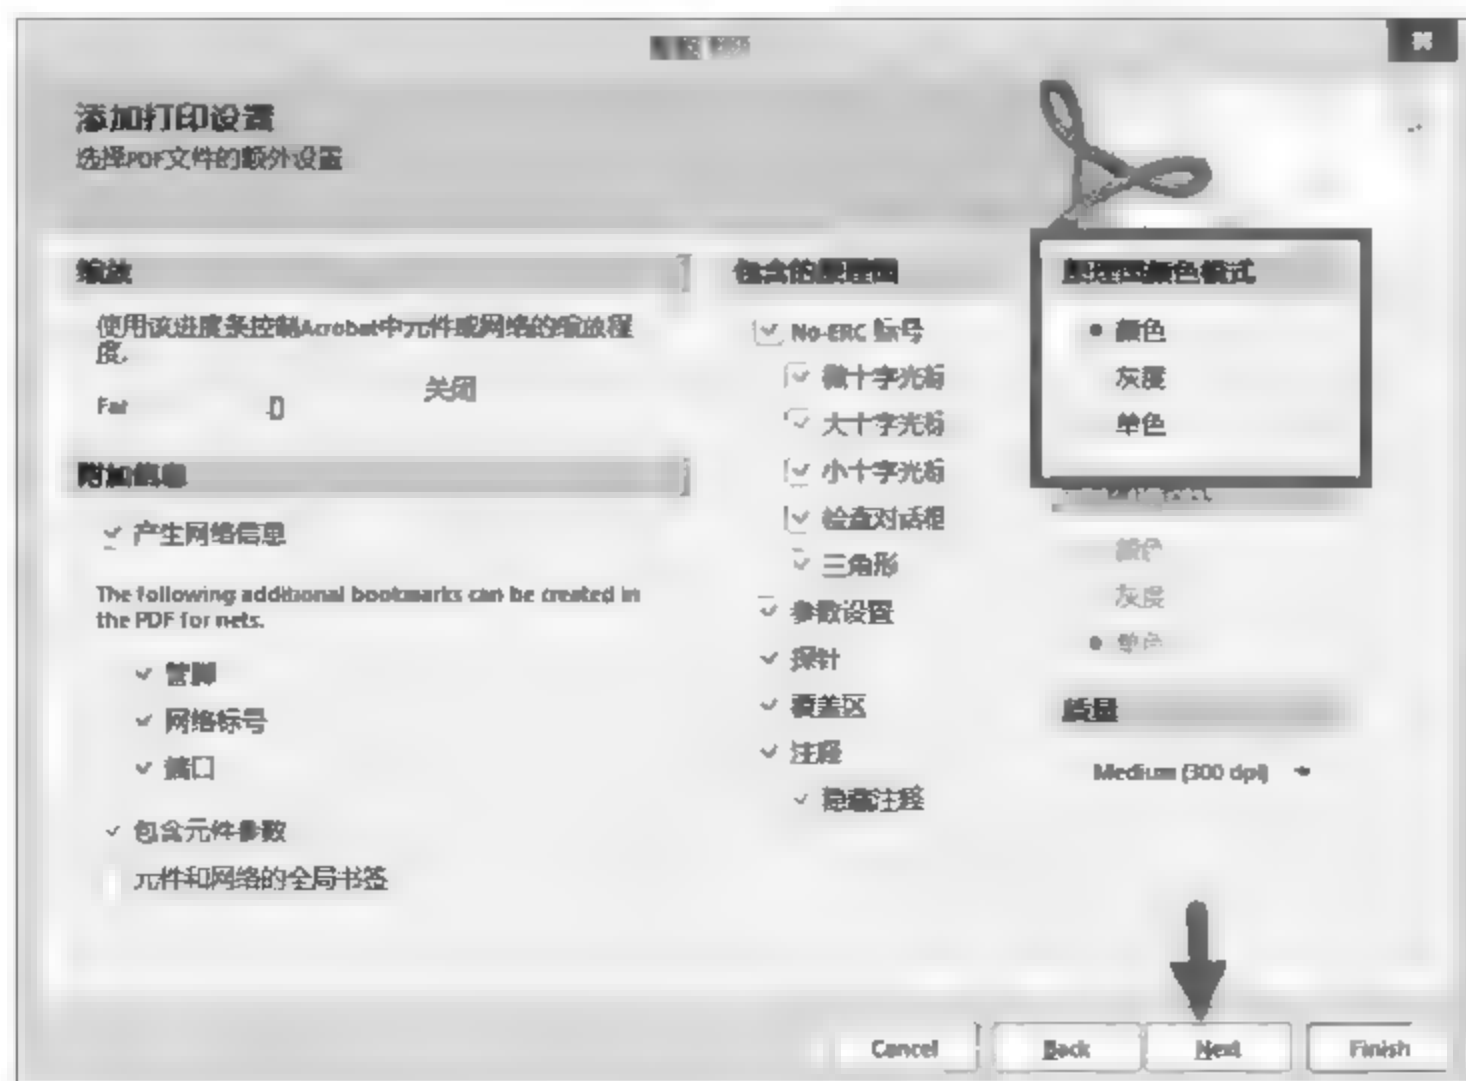 添加打印设置
选择PDF文件的额外设置
缩放
使用该进度条控制Acrobat中元件或网络的缩放程
度.
Far
关闭
附加信息
产生网络信息
The following additional bookmarks can be created in
the PDF for nets.
管脚
网络标号
端口
包含元件参数
元件和网络的全局书签
包含的原理图
No-ERC 标号
微十字光标
大十字光标
小十字光标
检查对话框
三角形
参数设置
探针
覆盖区
注释
隐藏注释
原理图颜色模式
颜色
灰度
单色
颜色
灰度
单色
质量
Medium (300 dpi)
Cancel
Back
Next
Finish